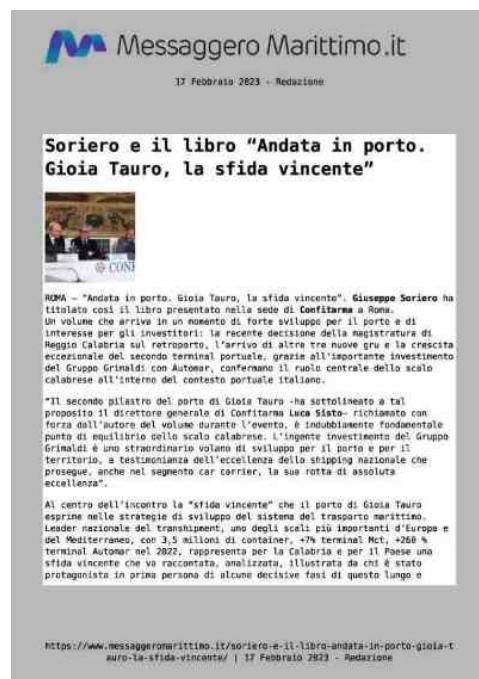 Messaggero Marittimo.it
17 Febbraio 2023 - Redazione
Soriero e il libro “Andata in porto.
Gioia Tauro, la sfida vincente”
CONF
ROMA – “Andata in porto. Gioia Tauro, la sfida vincente”. Giuseppe Soriero ha
titolato così il libro presentato nella sede di Confitarma a Roma.
Un volume che arriva in un momento di forte sviluppo per il porto e di
interesse per gli investitori: la recente decisione della magistratura di
Reggio Calabria sul retroporto, l’arrivo di altre tre nuove gru e la crescita
eccezionale del secondo terminal portuale, grazie all’importante investimento
del Gruppo Grimaldi con Automar, confermano il ruolo centrale dello scalo
calabrese all’interno del contesto portuale italiano.
“Il secondo pilastro del porto di Gioia Tauro -ha sottolineato a tal
proposito il direttore generale di Confitarma Luca Sisto- richiamato con
forza dall’autore del volume durante l’evento, è indubbiamente fondamentale
punto di equilibrio dello scalo calabrese. L’ingente investimento del Gruppo
Grimaldi è uno straordinario volano di sviluppo per il porto e per il
territorio, a testimonianza dell’eccellenza dello shipping nazionale che
prosegue, anche nel segmento car carrier, la sua rotta di assoluta
eccellenza”.
Al centro dell’incontro la “sfida vincente” che il porto di Gioia Tauro
esprime nelle strategie di sviluppo del sistema del trasporto marittimo.
Leader nazionale del transhipment, uno degli scali più importanti d’Europa e
del Mediterraneo, con 3,5 milioni di container, +7% terminal Mct, +260 %
terminal Automar nel 2022, rappresenta per la Calabria e per il Paese una
sfida vincente che va raccontata, analizzata, illustrata da chi è stato
protagonista in prima persona di alcune decisive fasi di questo lungo e
https://www.messaggeromarittimo.it/soriero-e-il-libro-andata-in-porto-gioia-t
auro-la-sfida-vincente/ | 17 Febbraio 2023 - Redazione